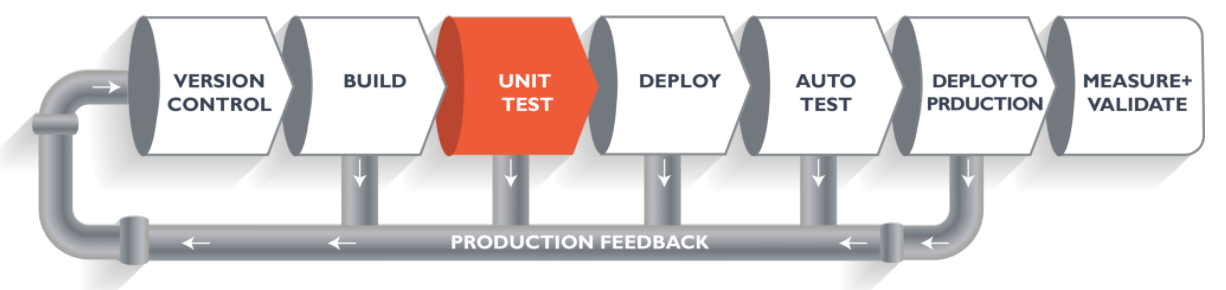 VERSION
CONTROL
BUILD
UNIT
TEST
DEPLOY
AUTO
TEST
DEPLOY TO
PRDUCTION
MEASURE+
VALIDATE
PRODUCTION FEEDBACK